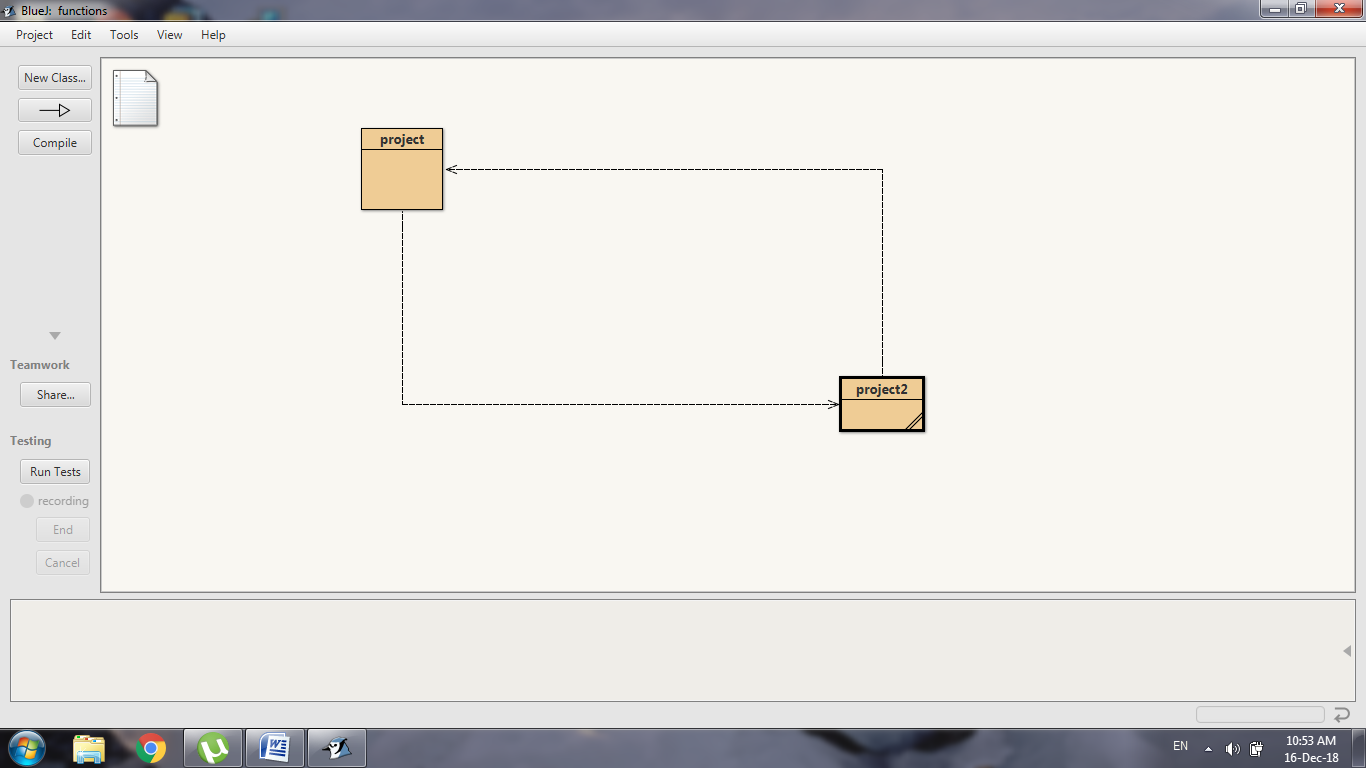 BlueJ: functions
Project Edit Tools View Help
New Class...
Compile
project
project2
Teamwork
Share...
Testing
Run Tests
recording
End
Cancel
EN
10:53 AM
16-Dec-18